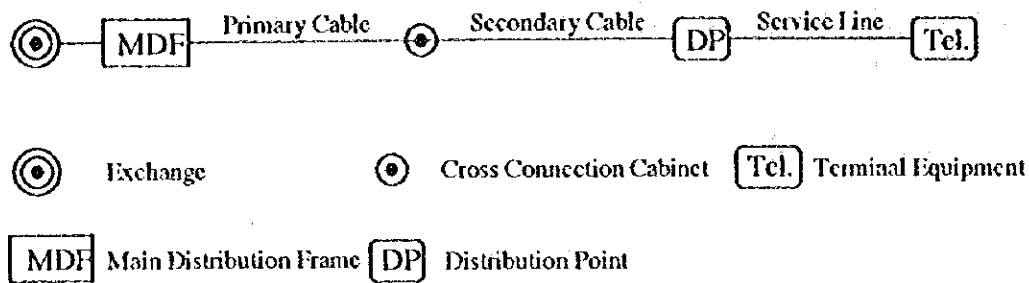 MDF Primary Cable Secondary Cable DP Service Line Tel.
Exchange Cross Connection Cabinet Tel. Terminal Equipment
MDF Main Distribution Frame DP Distribution Point